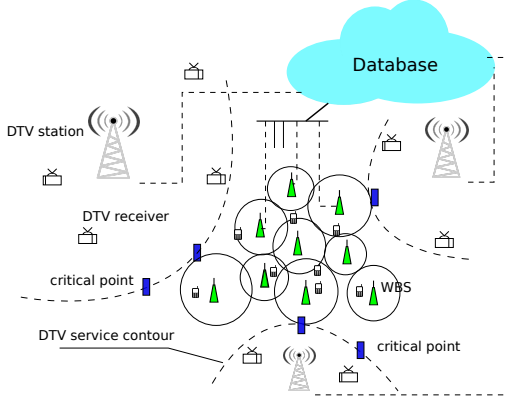 Database
DTV station
DTV receiver
critical point
WBS
DTV service contour
critical point